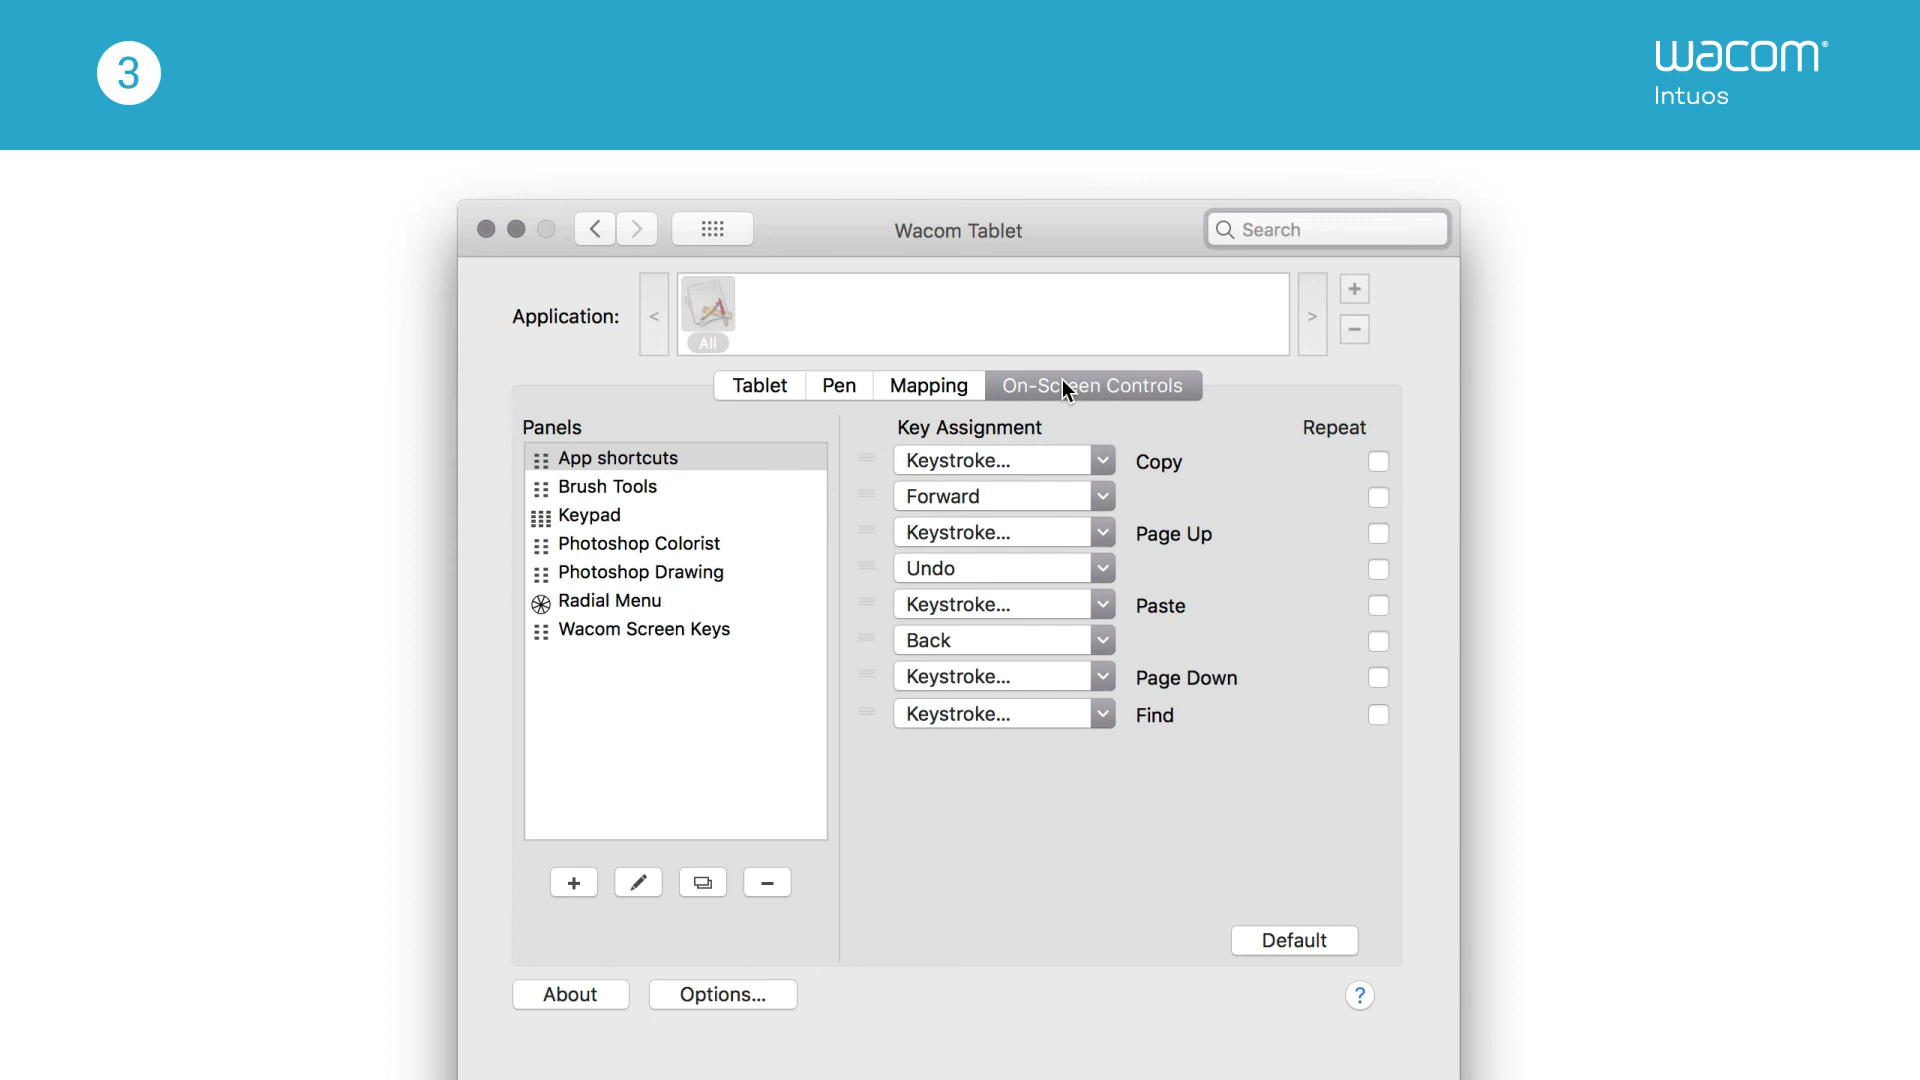 3
wacom®
Intuos
Wacom Tablet
Search
Application:
<
All
>
+
−
Tablet
Pen
Mapping
On-Screen Controls
Panels
App shortcuts
Brush Tools
Keypad
Photoshop Colorist
Photoshop Drawing
Radial Menu
Wacom Screen Keys
Key Assignment
Repeat
Keystroke... Copy
Forward
Keystroke... Page Up
Undo
Keystroke... Paste
Back
Keystroke... Page Down
Keystroke... Find
+
−
Default
About
Options...
?